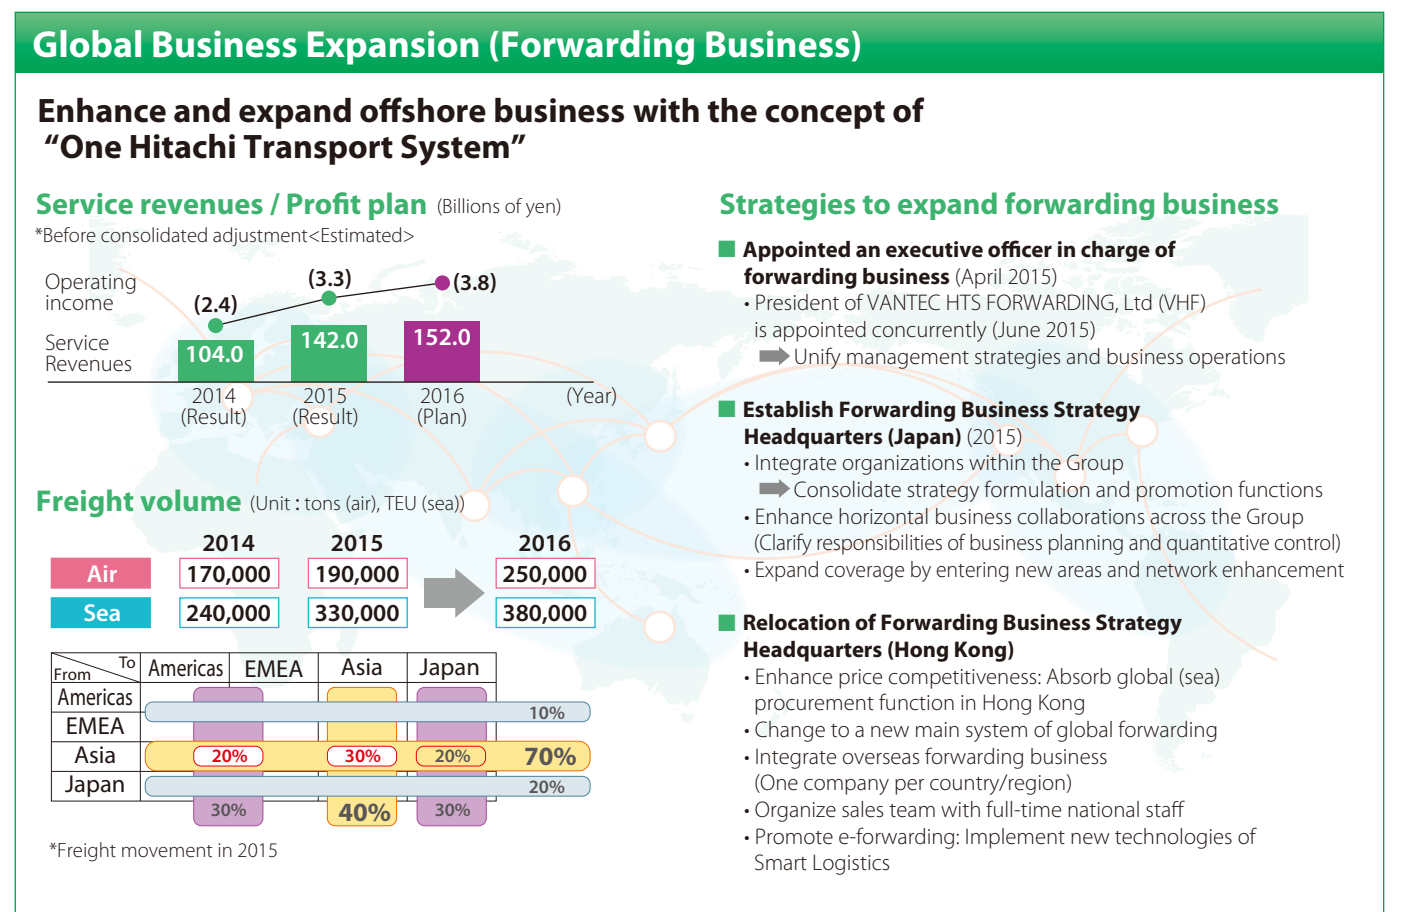 Global Business Expansion (Forwarding Business)
Enhance and expand offshore business with the concept of
“One Hitachi Transport System”
Service revenues / Profit plan (Billions of yen)
*Before consolidated adjustment<Estimated>
Operating
income
(2.4)
(3.3)
(3.8)
Service
Revenues
104.0
142.0
152.0
2014
(Result)
2015
(Result)
2016
(Plan)
(Year)
Freight volume (Unit : tons (air), TEU (sea))
2014 2015 2016
Air 170,000 190,000 250,000
Sea 240,000 330,000 380,000
From To Americas EMEA Asia Japan
Americas
EMEA
10%
Asia 20% 30% 20% 70%
Japan 20%
30% 40% 30%
*Freight movement in 2015
Strategies to expand forwarding business
Appointed an executive officer in charge of
forwarding business (April 2015)
・President of VANTEC HTS FORWARDING, Ltd (VHF)
is appointed concurrently (June 2015)
Unify management strategies and business operations
Establish Forwarding Business Strategy
Headquarters (Japan) (2015)
・Integrate organizations within the Group
Consolidate strategy formulation and promotion functions
・Enhance horizontal business collaborations across the Group
(Clarify responsibilities of business planning and quantitative control)
・Expand coverage by entering new areas and network enhancement
Relocation of Forwarding Business Strategy
Headquarters (Hong Kong)
・Enhance price competitiveness: Absorb global (sea)
procurement function in Hong Kong
・Change to a new main system of global forwarding
・Integrate overseas forwarding business
(One company per country/region)
・Organize sales team with full-time national staff
・Promote e-forwarding: Implement new technologies of
Smart Logistics